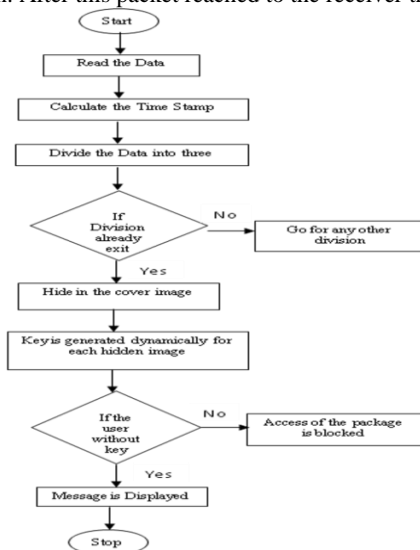 . After this packet reached to the receiver t
Start
Read the Data
Calculate the Time Stamp
Divide the Data into three
If
Division
already
exit
No
Go for any other
division
Yes
Hide in the cover image
Key is generated dynamically for
each hidden image
If the
user
without
key
No
Access of the package
is blocked
Yes
Message is Displayed
Stop